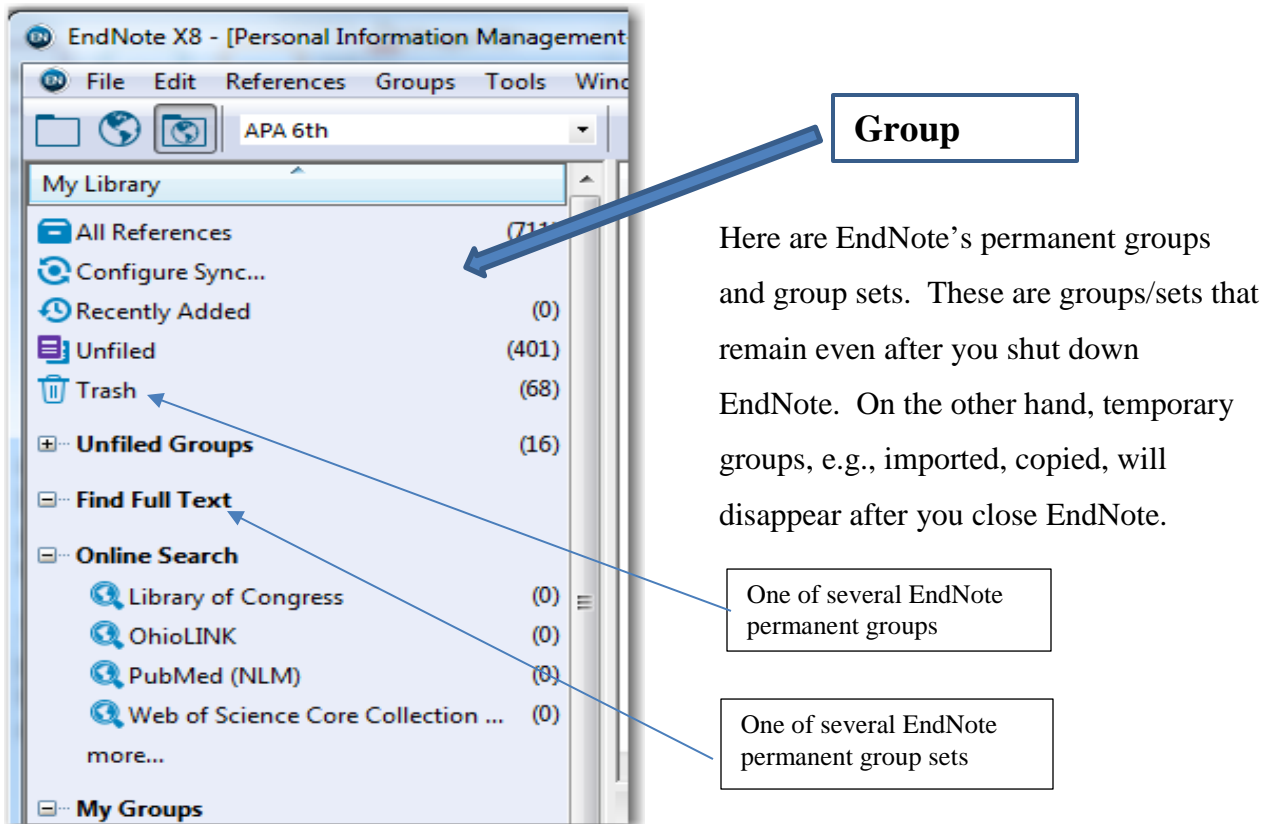 EndNote X8 - [Personal Information Management
File Edit References Groups Tools Wind
APA 6th
My Library
All References (711)
Configure Sync...
Recently Added (0)
Unfiled (401)
Trash (68)
Unfiled Groups (16)
Find Full Text
Online Search
Library of Congress (0)
OhioLINK (0)
PubMed (NLM) (0)
Web of Science Core Collection ... (0)
more...
My Groups
Group
Here are EndNote’s permanent groups
and group sets. These are groups/sets that
remain even after you shut down
EndNote. On the other hand, temporary
groups, e.g., imported, copied, will
disappear after you close EndNote.
One of several EndNote
permanent groups
One of several EndNote
permanent group sets